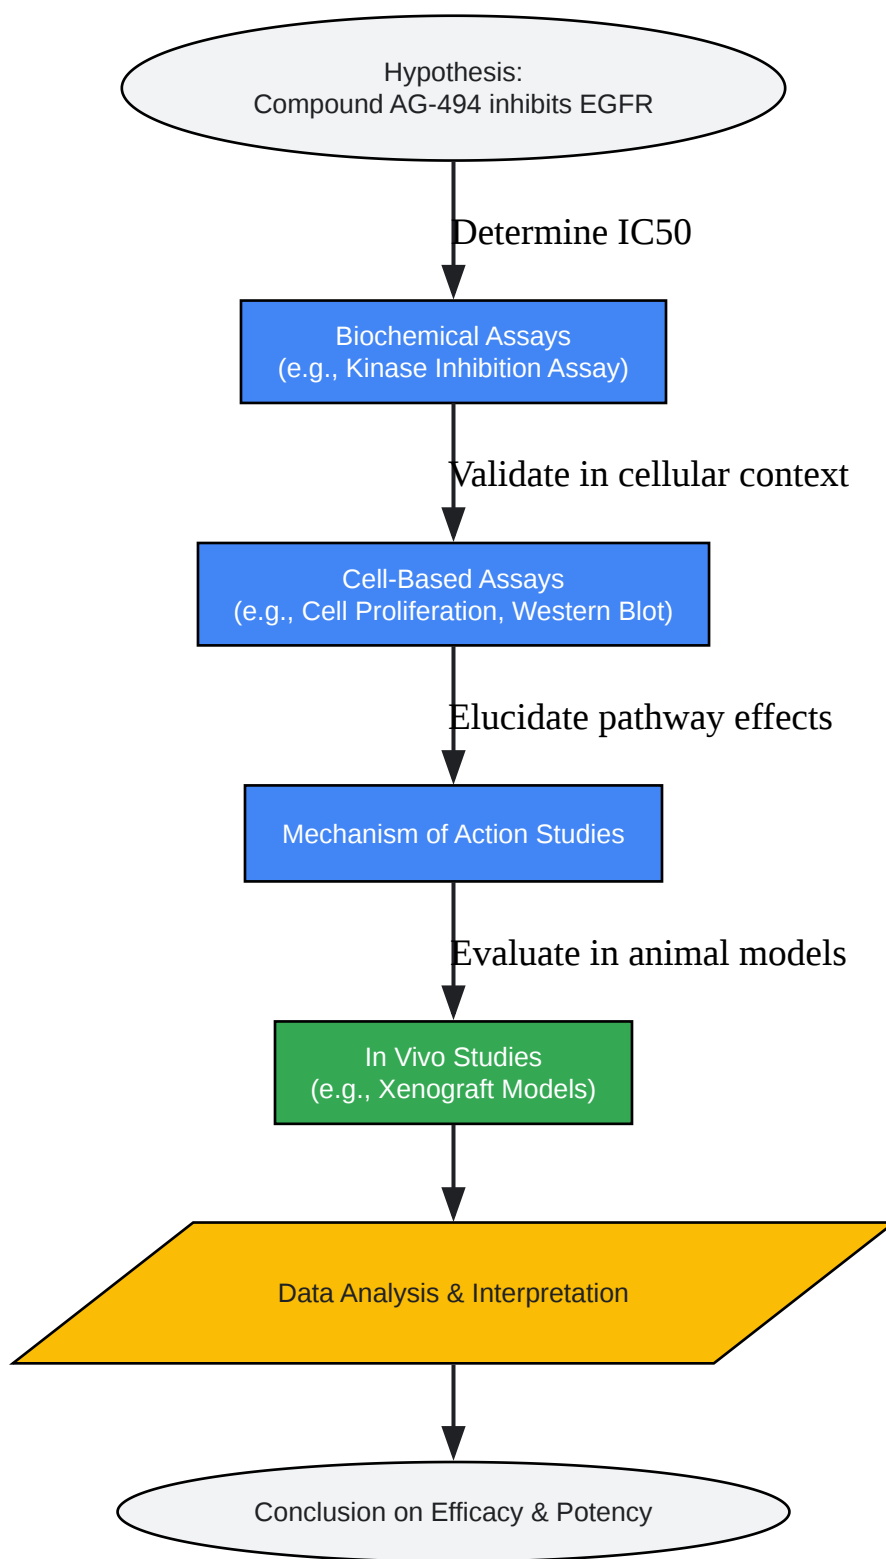 Hypothesis:
Compound AG-494 inhibits EGFR
Determine IC50
Biochemical Assays
(e.g., Kinase Inhibition Assay)
Validate in cellular context
Cell-Based Assays
(e.g., Cell Proliferation, Western Blot)
Elucidate pathway effects
Mechanism of Action Studies
Evaluate in animal models
In Vivo Studies
(e.g., Xenograft Models)
Data Analysis & Interpretation
Conclusion on Efficacy & Potency